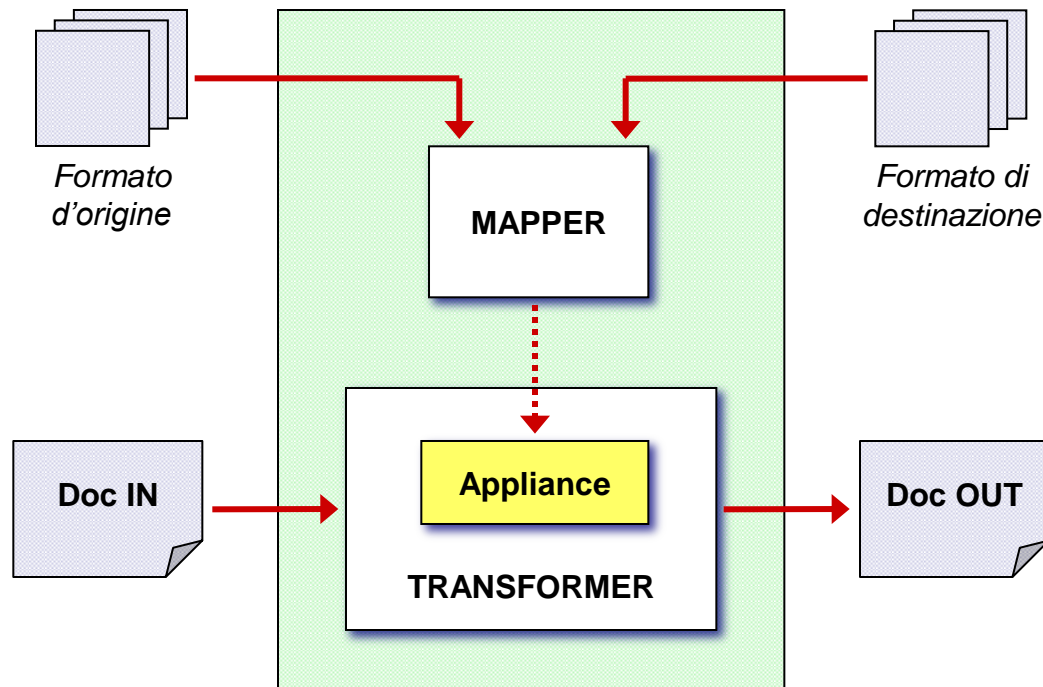 Formato
d’origine
Formato di
destinazione
MAPPER
Appliance
Doc IN
Doc OUT
TRANSFORMER